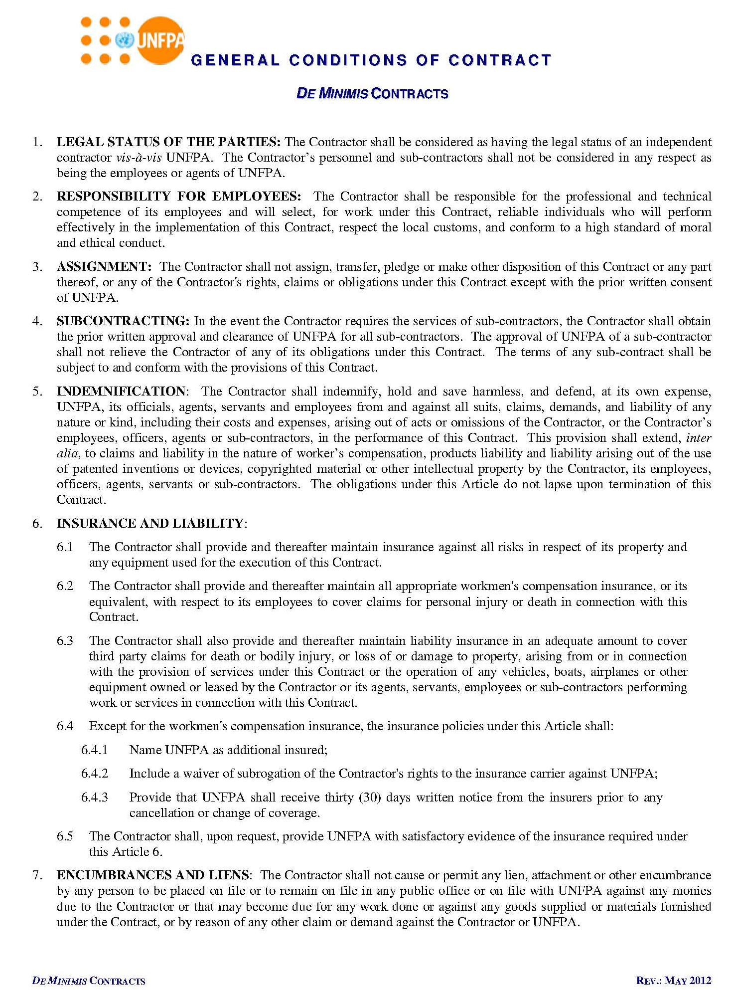 UNFPA
GENERAL CONDITIONS OF CONTRACT
DE MINIMIS CONTRACTS
1. LEGAL STATUS OF THE PARTIES: The Contractor shall be considered as having the legal status of an independent
contractor vis-à-vis UNFPA. The Contractor’s personnel and sub-contractors shall not be considered in any respect as
being the employees or agents of UNFPA.
2. RESPONSIBILITY FOR EMPLOYEES: The Contractor shall be responsible for the professional and technical
competence of its employees and will select, for work under this Contract, reliable individuals who will perform
effectively in the implementation of this Contract, respect the local customs, and conform to a high standard of moral
and ethical conduct.
3. ASSIGNMENT: The Contractor shall not assign, transfer, pledge or make other disposition of this Contract or any part
thereof, or any of the Contractor's rights, claims or obligations under this Contract except with the prior written consent
of UNFPA.
4. SUBCONTRACTING: In the event the Contractor requires the services of sub-contractors, the Contractor shall obtain
the prior written approval and clearance of UNFPA for all sub-contractors. The approval of UNFPA of a sub-contractor
shall not relieve the Contractor of any of its obligations under this Contract. The terms of any sub-contract shall be
subject to and conform with the provisions of this Contract.
5. INDEMNIFICATION: The Contractor shall indemnify, hold and save harmless, and defend, at its own expense,
UNFPA, its officials, agents, servants and employees from and against all suits, claims, demands, and liability of any
nature or kind, including their costs and expenses, arising out of acts or omissions of the Contractor, or the Contractor’s
employees, officers, agents or sub-contractors, in the performance of this Contract. This provision shall extend, inter
alia, to claims and liability in the nature of worker’s compensation, products liability and liability arising out of the use
of patented inventions or devices, copyrighted material or other intellectual property by the Contractor, its employees,
officers, agents, servants or sub-contractors. The obligations under this Article do not lapse upon termination of this
Contract.
6. INSURANCE AND LIABILITY:
6.1 The Contractor shall provide and thereafter maintain insurance against all risks in respect of its property and
any equipment used for the execution of this Contract.
6.2 The Contractor shall provide and thereafter maintain all appropriate workmen's compensation insurance, or its
equivalent, with respect to its employees to cover claims for personal injury or death in connection with this
Contract.
6.3 The Contractor shall also provide and thereafter maintain liability insurance in an adequate amount to cover
third party claims for death or bodily injury, or loss of or damage to property, arising from or in connection
with the provision of services under this Contract or the operation of any vehicles, boats, airplanes or other
equipment owned or leased by the Contractor or its agents, servants, employees or sub-contractors performing
work or services in connection with this Contract.
6.4 Except for the workmen's compensation insurance, the insurance policies under this Article shall:
6.4.1 Name UNFPA as additional insured;
6.4.2 Include a waiver of subrogation of the Contractor's rights to the insurance carrier against UNFPA;
6.4.3 Provide that UNFPA shall receive thirty (30) days written notice from the insurers prior to any
cancellation or change of coverage.
6.5 The Contractor shall, upon request, provide UNFPA with satisfactory evidence of the insurance required under
this Article 6.
7. ENCUMBRANCES AND LIENS: The Contractor shall not cause or permit any lien, attachment or other encumbrance
by any person to be placed on file or to remain on file in any public office or on file with UNFPA against any monies
due to the Contractor or that may become due for any work done or against any goods supplied or materials furnished
under the Contract, or by reason of any other claim or demand against the Contractor or UNFPA.
DE MINIMIS CONTRACTS
REV.: MAY 2012